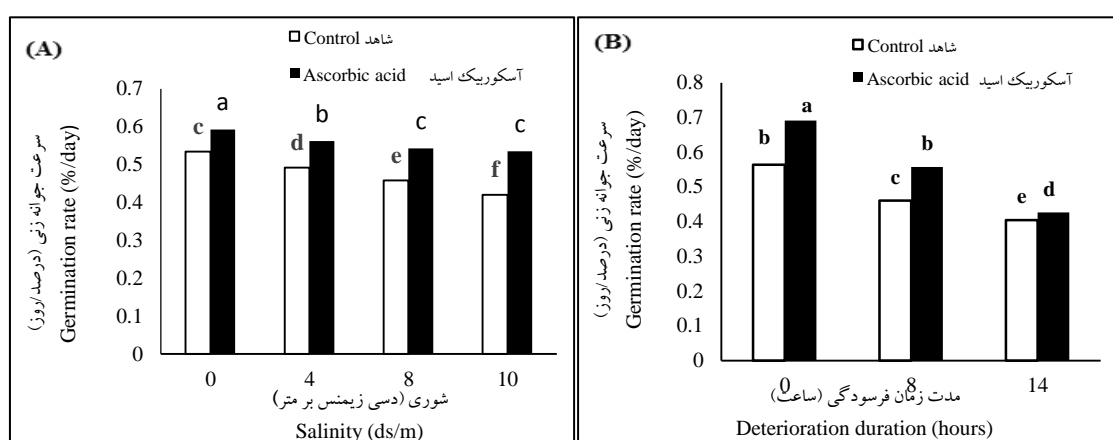 (A)
Control شاهد
Ascorbic acid آسکوربیک اسید
سرعت جوانه زنی (درصد/روز)
Germination rate (%/day)
0.7
0.6
0.5
0.4
0.3
0.2
0.1
0
c a d b e c f c
0 4 8 10
شوری (دسی زیمنس بر متر)
Salinity (ds/m)
(B)
Control شاهد
Ascorbic acid آسکوربیک اسید
سرعت جوانه زنی (درصد/روز)
Germination rate (%/day)
0.8
0.7
0.6
0.5
0.4
0.3
0.2
0.1
0
b a c b e d
0 8 14
مدت زمان فرسودگی (ساعت)
Deterioration duration (hours)